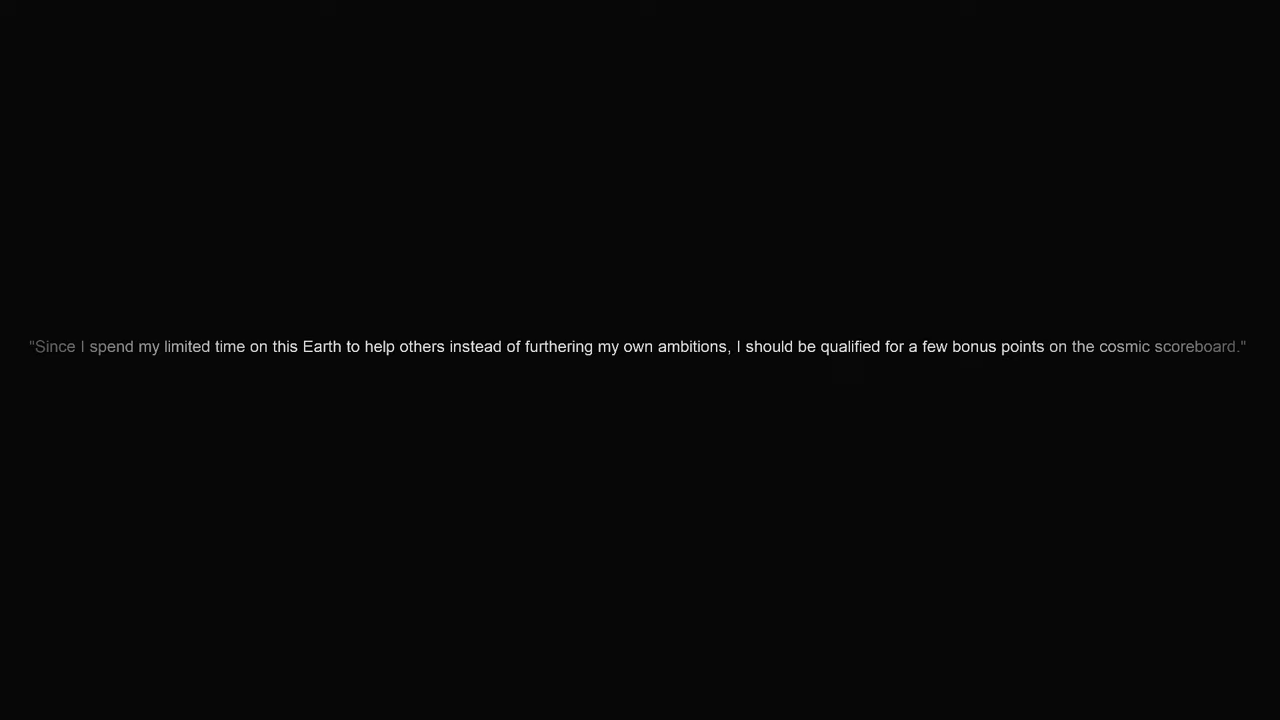 "Since I spend my limited time on this Earth to help others instead of furthering my own ambitions, I should be qualified for a few bonus points on the cosmic scoreboard."